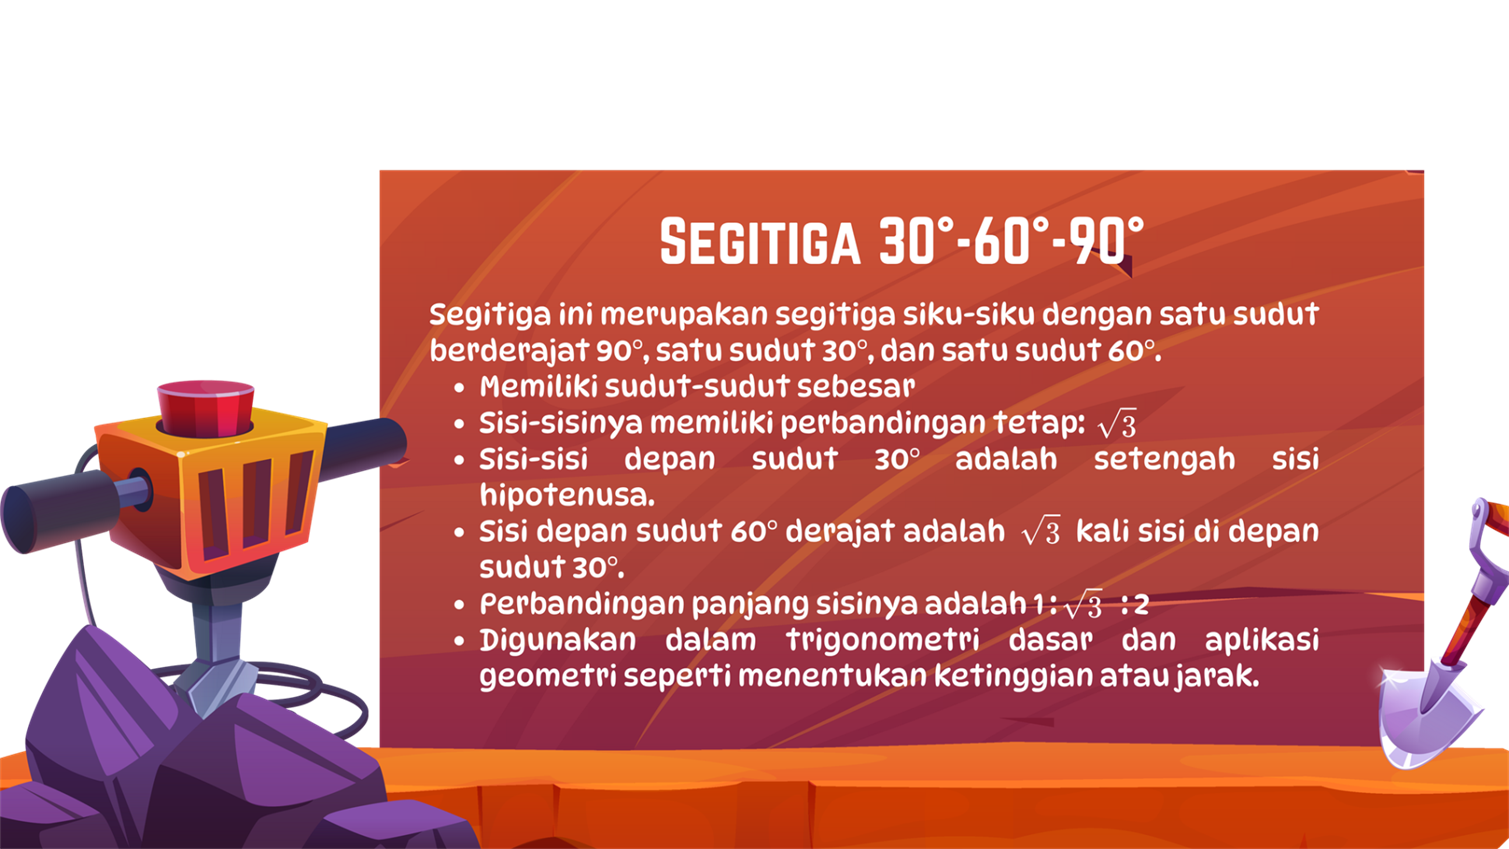 SEGITIGA 30°-60°-90°
Segitiga ini merupakan segitiga siku-siku dengan satu sudut
berderajat 90°, satu sudut 30°, dan satu sudut 60°.
• Memiliki sudut-sudut sebesar
• Sisi-sisinya memiliki perbandingan tetap: √3
• Sisi-sisi depan sudut 30° adalah setengah sisi
hipotenusa.
• Sisi depan sudut 60° derajat adalah √3 kali sisi di depan
sudut 30°.
• Perbandingan panjang sisinya adalah 1 : √3 : 2
• Digunakan dalam trigonometri dasar dan aplikasi
geometri seperti menentukan ketinggian atau jarak.